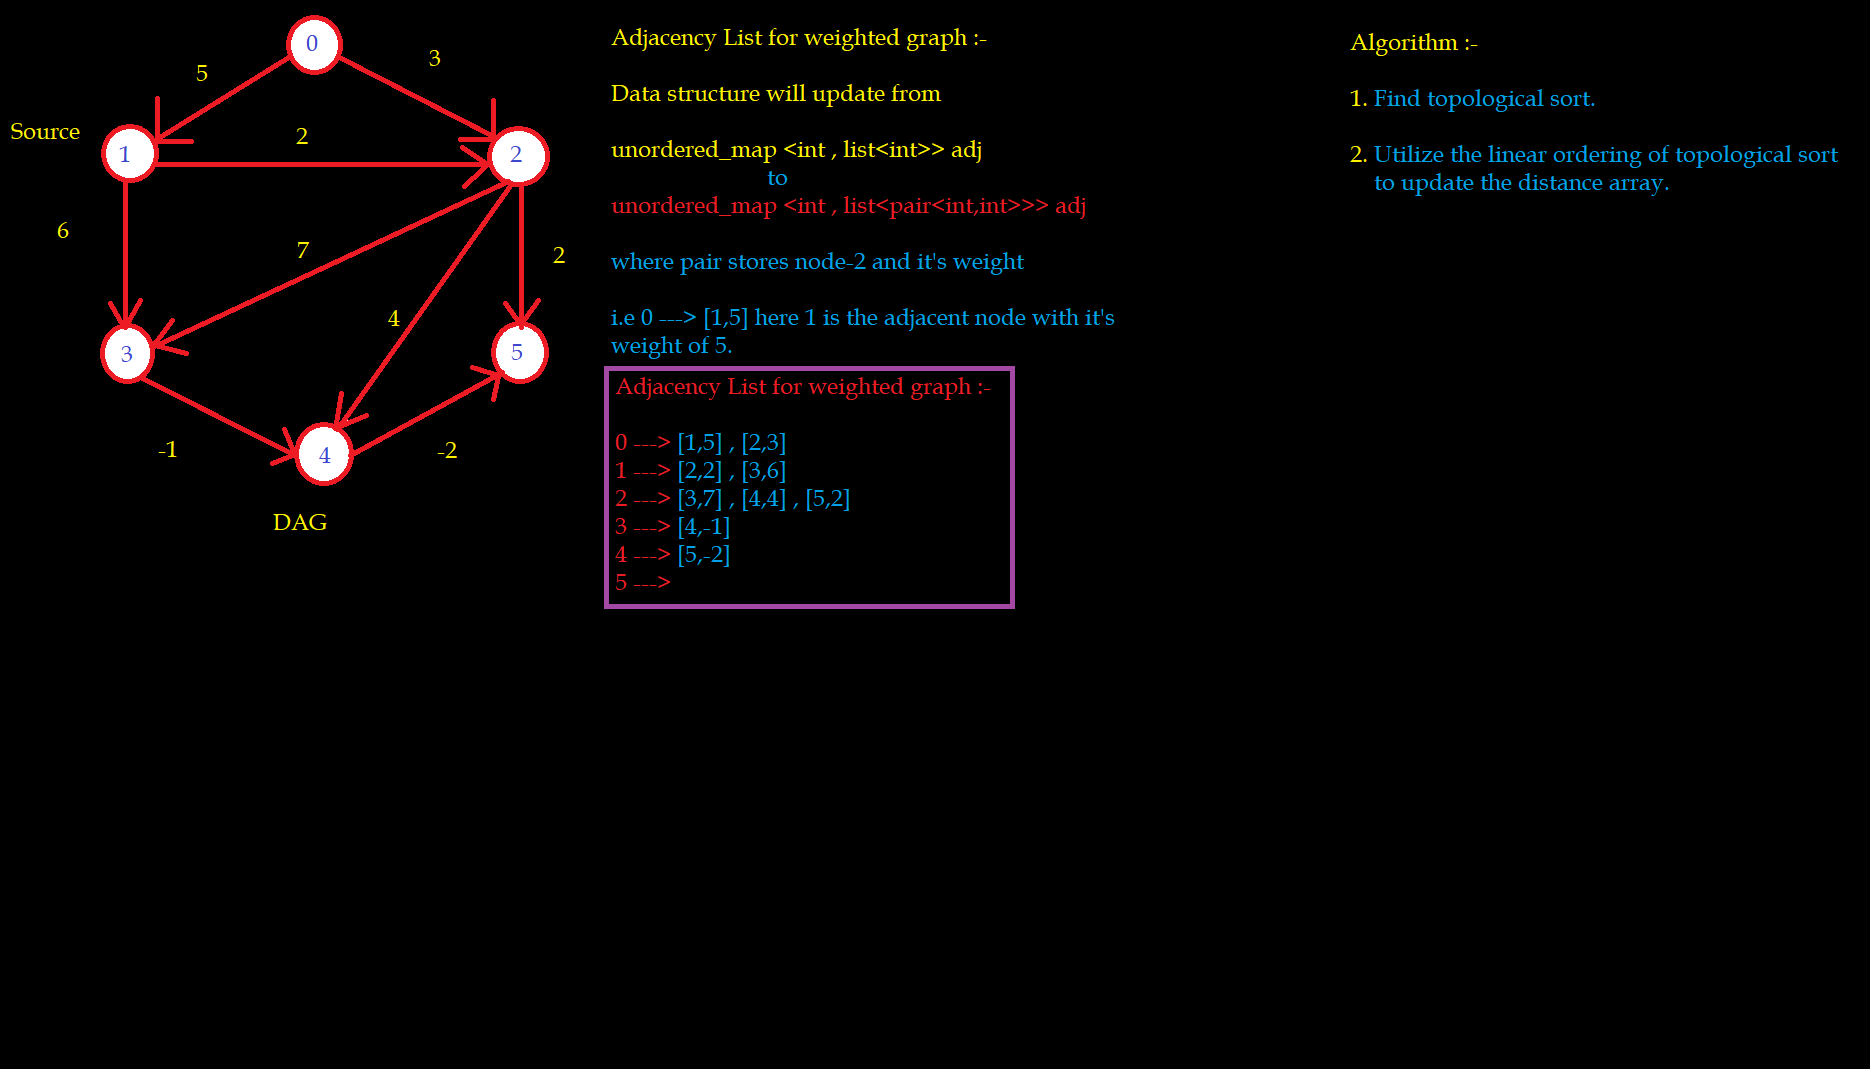 0
5
3
Source
1
2
2
6
7
2
4
3
5
-1
4
-2
DAG
Adjacency List for weighted graph :-
Data structure will update from
unordered_map <int , list<int>> adj
to
unordered_map <int , list<pair<int,int>>> adj
where pair stores node-2 and it's weight
i.e 0 ---> [1,5] here 1 is the adjacent node with it's
weight of 5.
Adjacency List for weighted graph :-
0 ---> [1,5] , [2,3]
1 ---> [2,2] , [3,6]
2 ---> [3,7] , [4,4] , [5,2]
3 ---> [4,-1]
4 ---> [5,-2]
5 --->
Algorithm :-
1. Find topological sort.
2. Utilize the linear ordering of topological sort
to update the distance array.